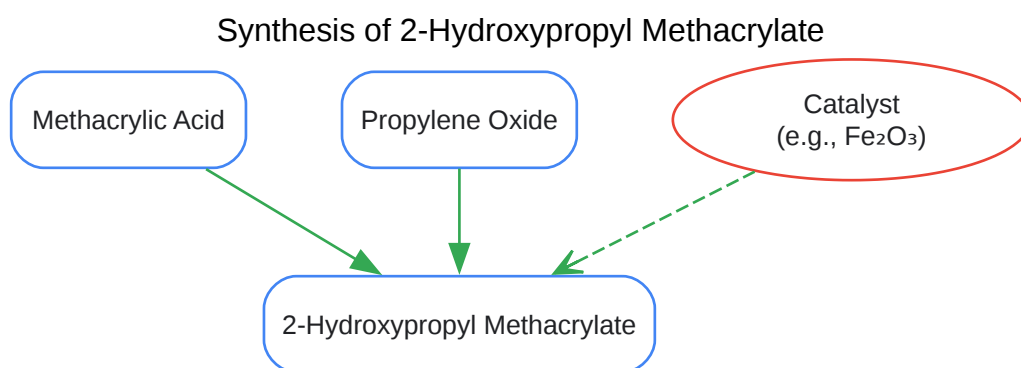 Synthesis of 2-Hydroxypropyl Methacrylate
Methacrylic Acid
Propylene Oxide
Catalyst
(e.g., Fe₂O₃)
2-Hydroxypropyl Methacrylate